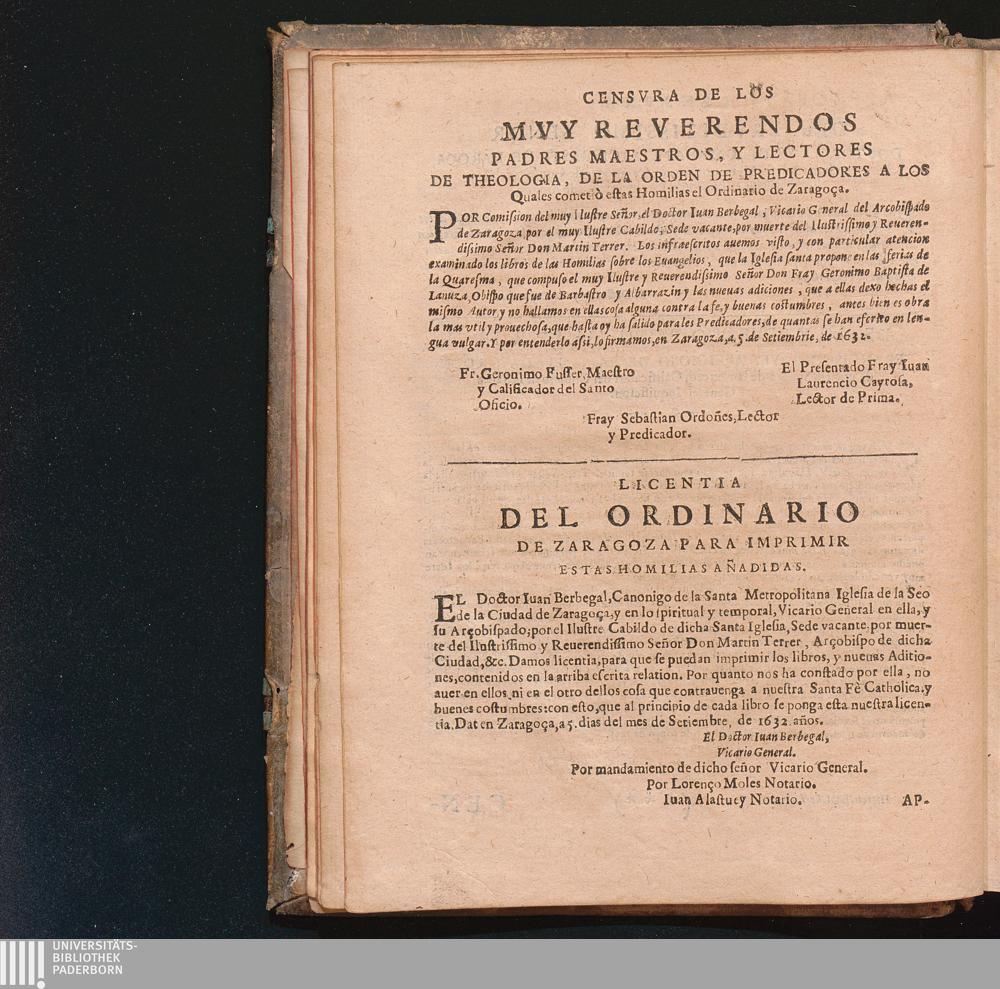 CENSVRA DE LOS
MVY REVERENDOS
PADRES MAESTROS, Y LECTORES
DE THEOLOGIA, DE LA ORDEN DE PREDICADORES A LOS
Quales cometiò estas Homilias el Ordinario de Zaragoça.
POR Comisiion del muy Ilustre Señor, el Doctor Iuan Berbegal, Vicario General del Arcobispado
de Zaragoza, por el muy Ilustre Cabildo, Sede vacante, por muerte del Ilustrissimo y Reueren-
disimo Señor Don Martin Terrer. Los infraescritos auemos visto, y con particular atencion
examinado los libros de las Homilias sobre los Euangelios, que la Iglesia santa propone en las ferias de
la Quaresma, que compuso el muy Ilustre y Reuerendissimo Señor Don Fray Geronimo Baptista de
Lanuza, Obispo que fue de Barbastro y Albarrazin y las nueuas adiciones, que a ellas dexo hechas el
mismo Autor, y no hallamos en ellas cosa alguna contra la fe, y buenas costumbres, antes bien es obra
la mas vtil y prouechosa, que hasta oy ha salido para les Predicadores, de quantas se han escrito en len-
gua vulgar. Y por entenderlo assi, lo firmamos, en Zaragoza, a, 5. de Setiembrie, de 1632.
Fr. Geronimo Fusser, Maestro
y Calificador del Santo
Oficio.
El Presentado Fray Iuan
Laurencio Cayrosa,
Lector de Prima.
Fray Sebastian Ordoñes, Lector
y Predicador.
LICENTIA
DEL ORDINARIO
DE ZARAGOZA PARA IMPRIMIR
ESTAS HOMILIAS AÑADIDAS.
EL Doctor Iuan Berbegal, Canonigo de la Santa Metropolitana Iglesia de la Seo
de la Ciudad de Zaragoça, y en lo spiritual y temporal, Vicario General en ella, y
su Arçobispado; por el Ilustre Cabildo de dicha Santa Iglesia, Sede vacante por muer-
te del Ilustrissimo y Reuerendissimo Señor Don Martin Terrer, Arçobispo de dicha
Ciudad, &c. Damos licentia, para que se puedan imprimir los libros, y nueuas Aditio-
nes, contenidos en la arriba escrita relation. Por quanto nos ha constado por ella, no
auer en ellos, ni en el otro dellos cosa que contrauenga a nuestra Santa Fè Catholica, y
buenes costumbres: con esto, que al principio de cada libro se ponga esta nuestra licen-
tia. Dat en Zaragoça, a 5. dias del mes de Setiembre, de 1632. años.
El Doctor Iuan Berbegal,
Vicario General.
Por mandamiento de dicho señor Vicario General.
Por Lorenço Moles Notario.
Iuan Alastuey Notario.
AP-
UNIVERSITÄTS-
BIBLIOTHEK
PADERBORN